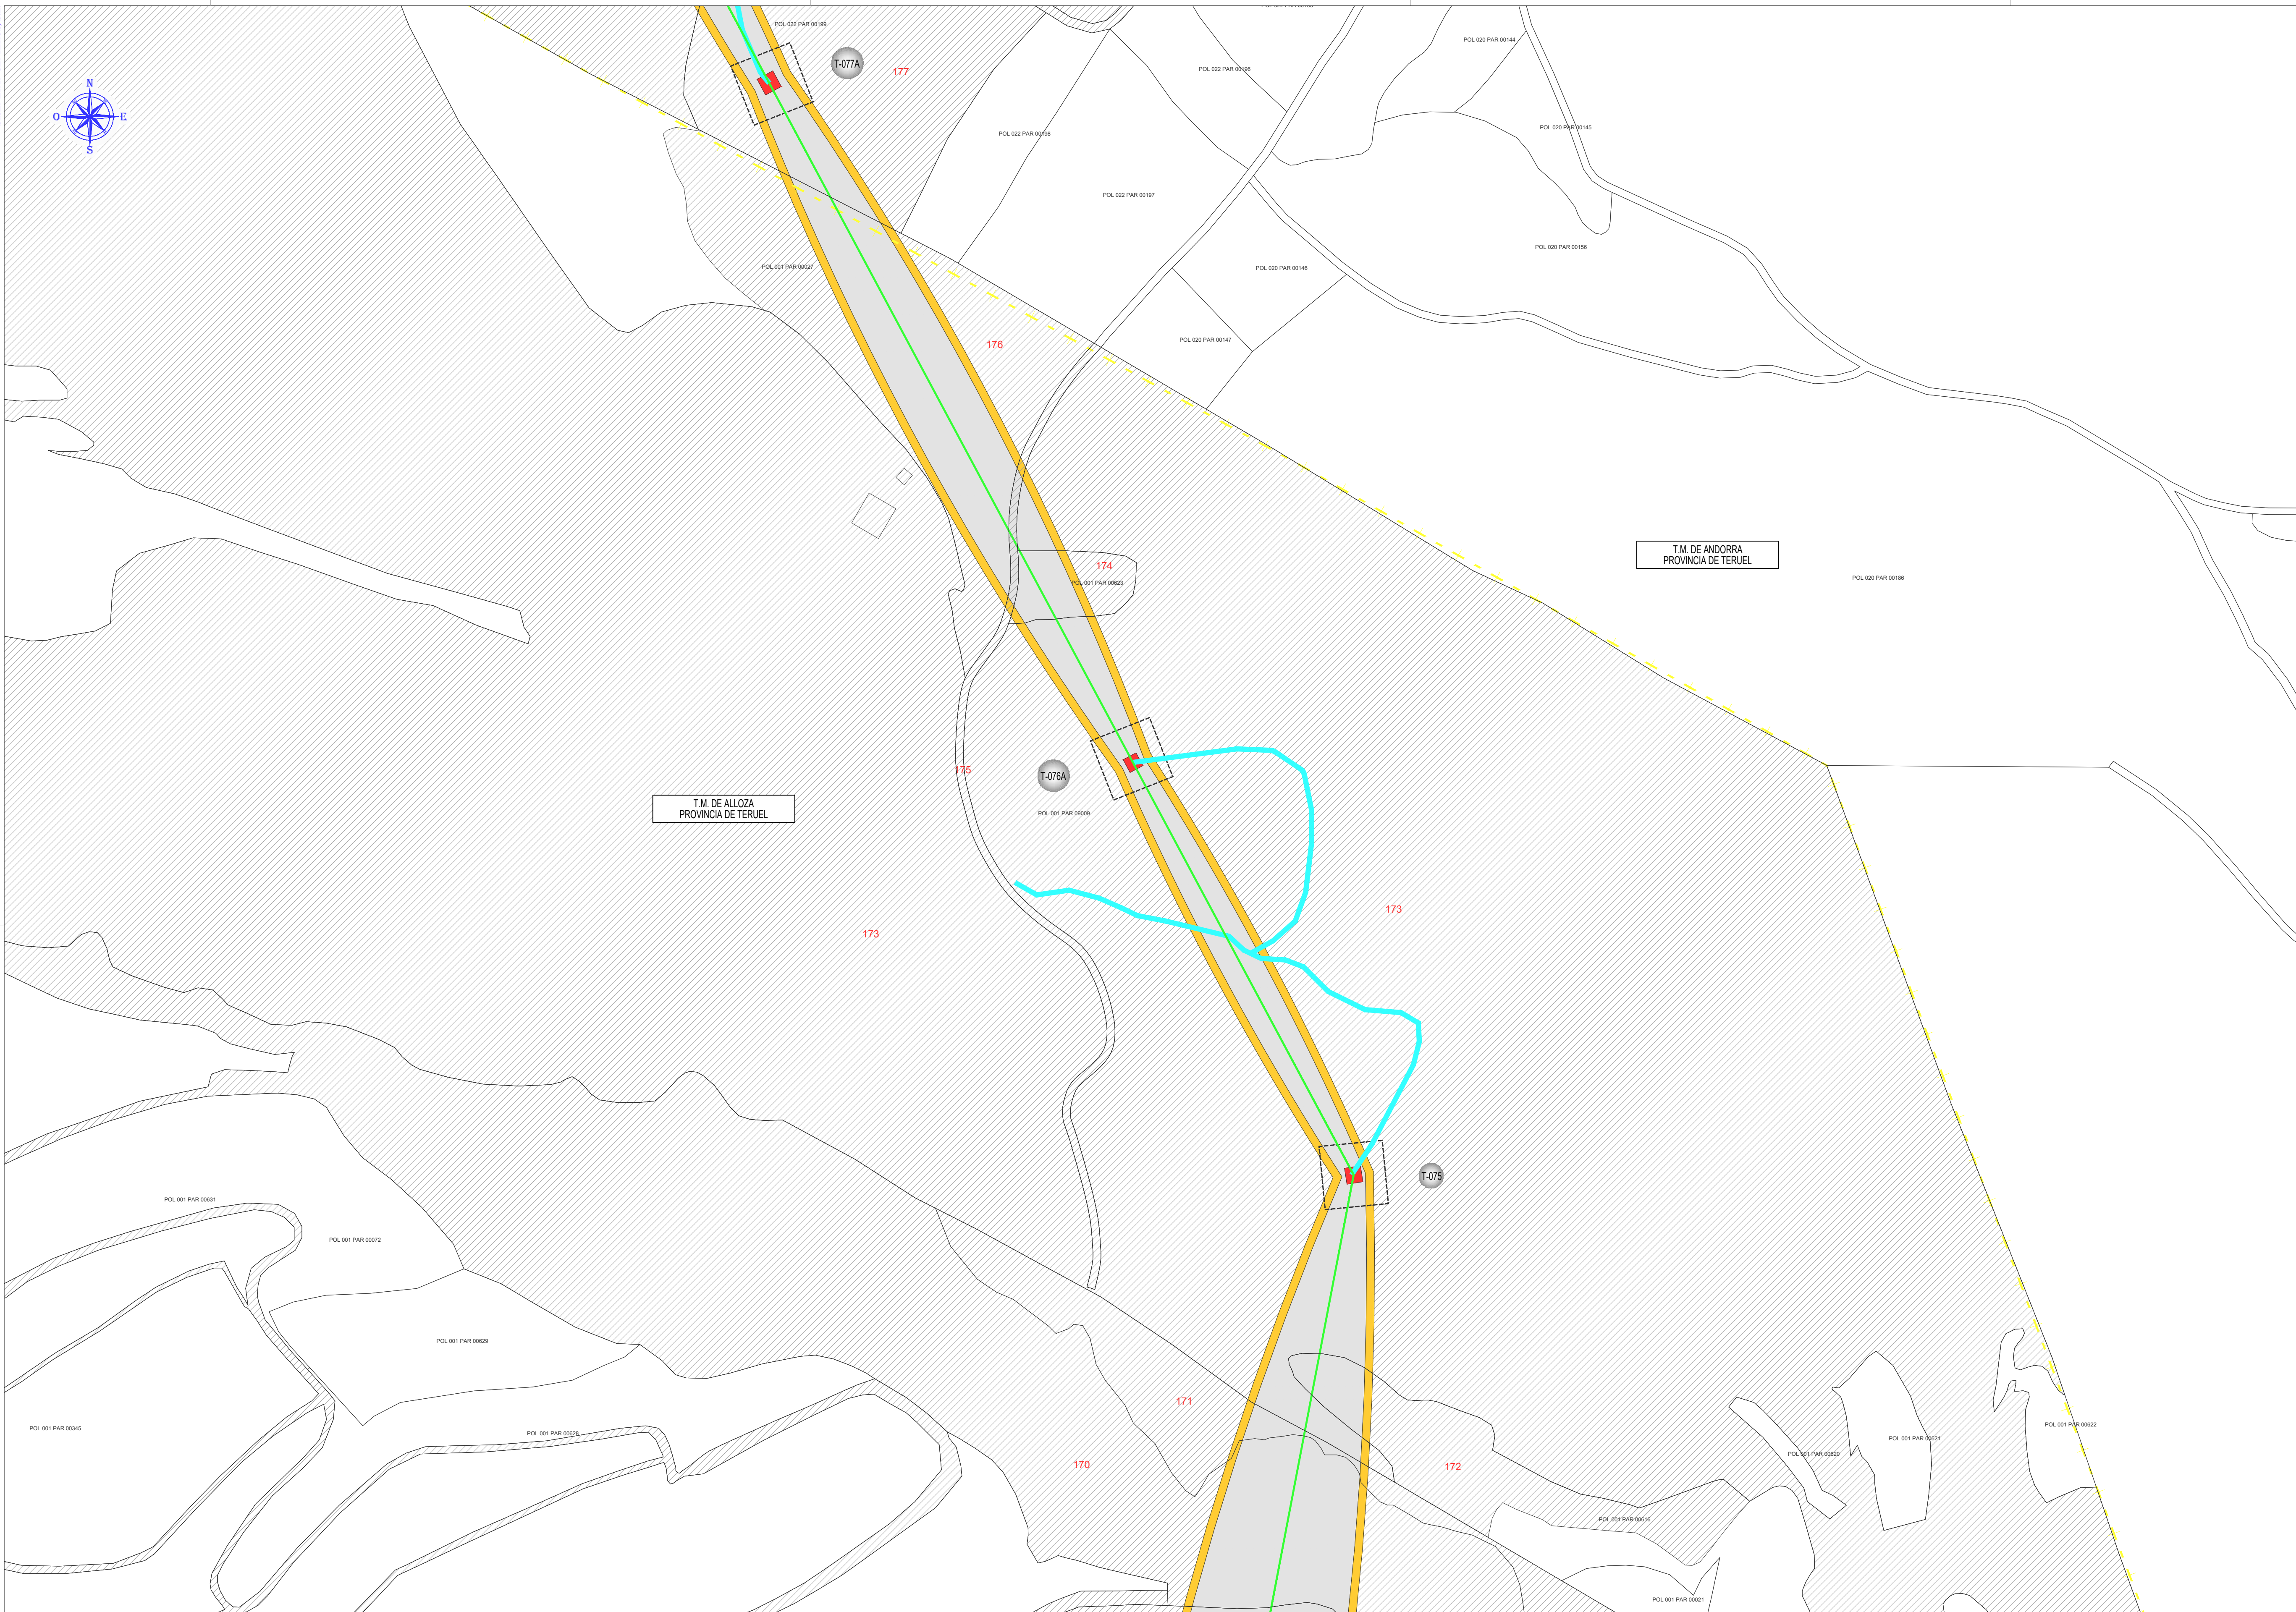 POL 022 PAR 00199
T-077A
177
N
O
E
S
POL 022 PAR 00198
POL 022 PAR 00196
POL 022 PAR 00197
POL 020 PAR 00144
POL 020 PAR 00145
POL 020 PAR 00156
POL 020 PAR 00146
POL 020 PAR 00147
POL 001 PAR 00027
176
T.M. DE ANDORRA
PROVINCIA DE TERUEL
POL 020 PAR 00186
174
POL 001 PAR 00623
175
T-076A
T.M. DE ALLOZA
PROVINCIA DE TERUEL
POL 001 PAR 09009
173
173
T-075
POL 001 PAR 00631
POL 001 PAR 00072
POL 001 PAR 00629
POL 001 PAR 00345
POL 001 PAR 00628
171
170
172
POL 001 PAR 00622
POL 001 PAR 00621
POL 001 PAR 00620
POL 001 PAR 00616
POL 001 PAR 00021